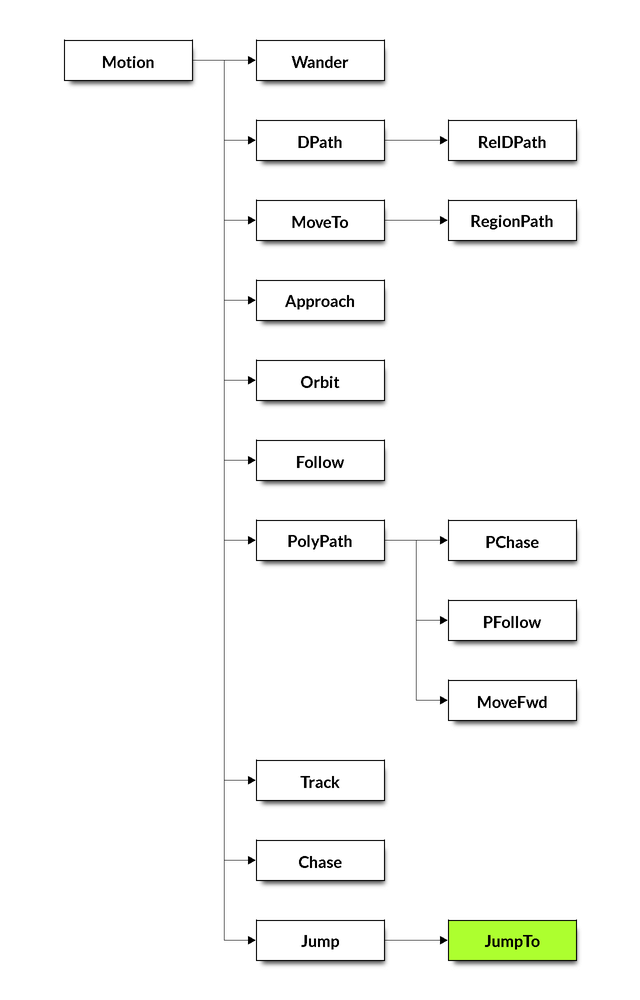 Motion
Wander
DPath
RelDPath
MoveTo
RegionPath
Approach
Orbit
Follow
PolyPath
PChase
PFollow
MoveFwd
Track
Chase
Jump
JumpTo